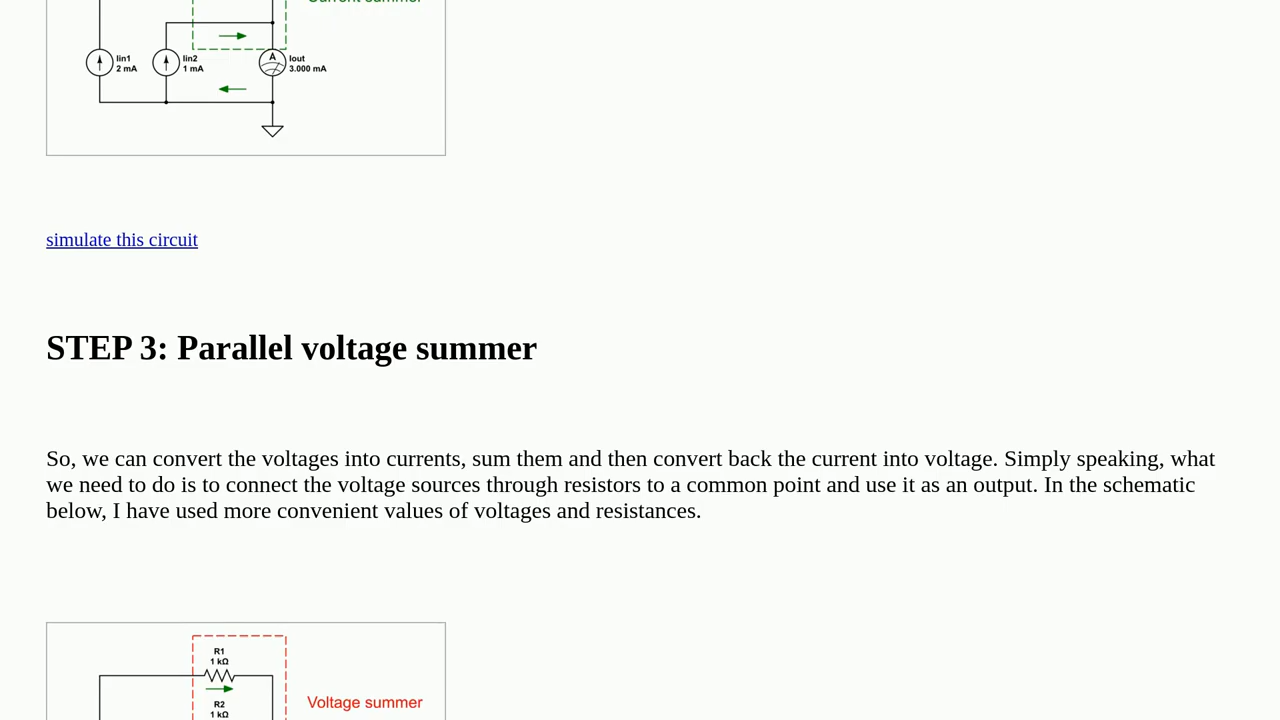 Current summer
Iin1
2 mA
Iin2
1 mA
A
Iout
3.000 mA
simulate this circuit
STEP 3: Parallel voltage summer
So, we can convert the voltages into currents, sum them and then convert back the current into voltage. Simply speaking, what
we need to do is to connect the voltage sources through resistors to a common point and use it as an output. In the schematic
below, I have used more convenient values of voltages and resistances.
R1
1 kΩ
Voltage summer
R2
1 kΩ